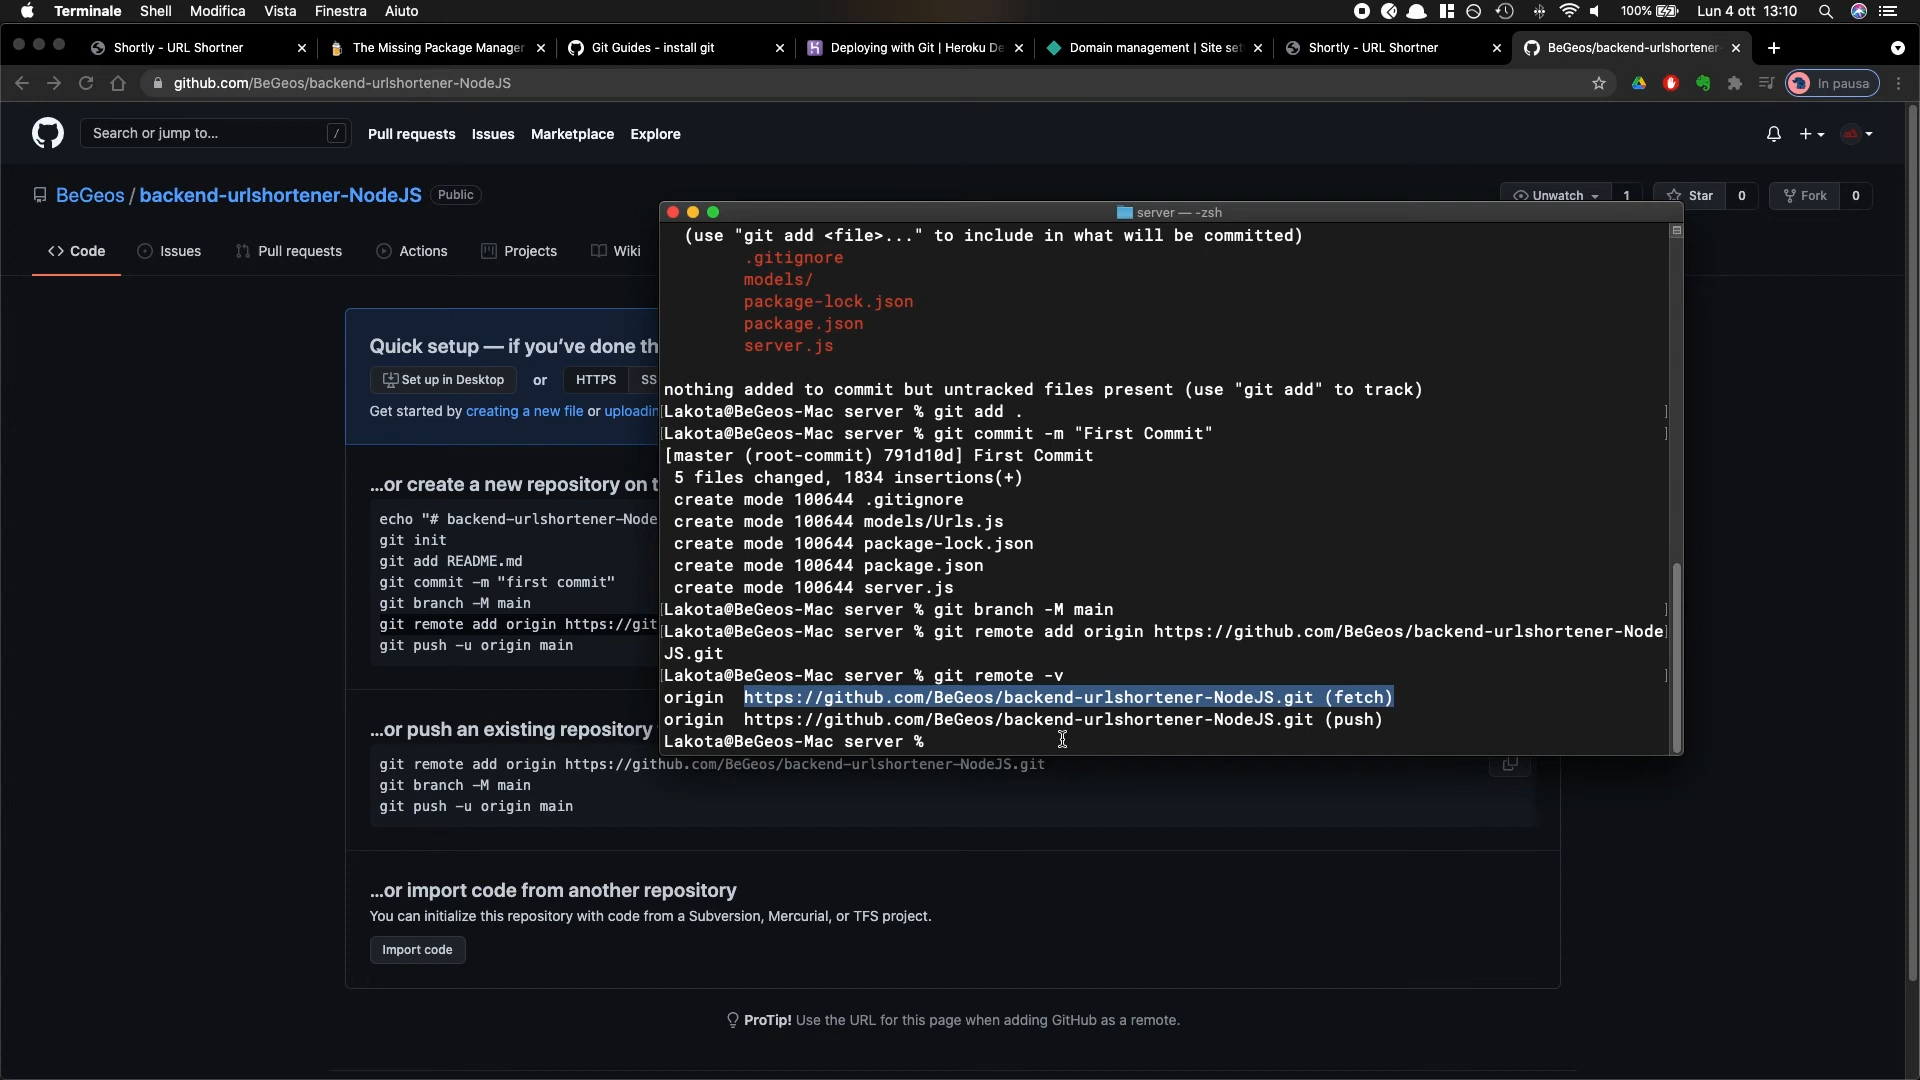 Terminale Shell Modifica Vista Finestra Aiuto 100% Lun 4 ott 13:10
Shortly - URL Shortner
The Missing Package Manager
Git Guides - install git
Deploying with Git | Heroku De
Domain management | Site set
Shortly - URL Shortner
BeGeos/backend-urlshortener-
github.com/BeGeos/backend-urlshortener-NodeJS
In pausa
Search or jump to... /
Pull requests Issues Marketplace Explore
BeGeos / backend-urlshortener-NodeJS Public
Unwatch 1 Star 0 Fork 0
Code Issues Pull requests Actions Projects Wiki
Quick setup — if you've done th
Set up in Desktop or HTTPS SS
Get started by creating a new file or uploadin
...or create a new repository on t
echo "# backend-urlshortener-Node
git init
git add README.md
git commit -m "first commit"
git branch -M main
git remote add origin https://git
git push -u origin main
...or push an existing repository
git remote add origin https://github.com/BeGeos/backend-urlshortener-NodeJS.git
git branch -M main
git push -u origin main
...or import code from another repository
You can initialize this repository with code from a Subversion, Mercurial, or TFS project.
Import code
ProTip! Use the URL for this page when adding GitHub as a remote.
server — -zsh
(use "git add <file>..." to include in what will be committed)
.gitignore
models/
package-lock.json
package.json
server.js
nothing added to commit but untracked files present (use "git add" to track)
[Lakota@BeGeos-Mac server % git add . ]
[Lakota@BeGeos-Mac server % git commit -m "First Commit" ]
[master (root-commit) 791d10d] First Commit
5 files changed, 1834 insertions(+)
create mode 100644 .gitignore
create mode 100644 models/Urls.js
create mode 100644 package-lock.json
create mode 100644 package.json
create mode 100644 server.js
[Lakota@BeGeos-Mac server % git branch -M main ]
[Lakota@BeGeos-Mac server % git remote add origin https://github.com/BeGeos/backend-urlshortener-Node]
JS.git
[Lakota@BeGeos-Mac server % git remote -v ]
origin https://github.com/BeGeos/backend-urlshortener-NodeJS.git (fetch)
origin https://github.com/BeGeos/backend-urlshortener-NodeJS.git (push)
Lakota@BeGeos-Mac server %